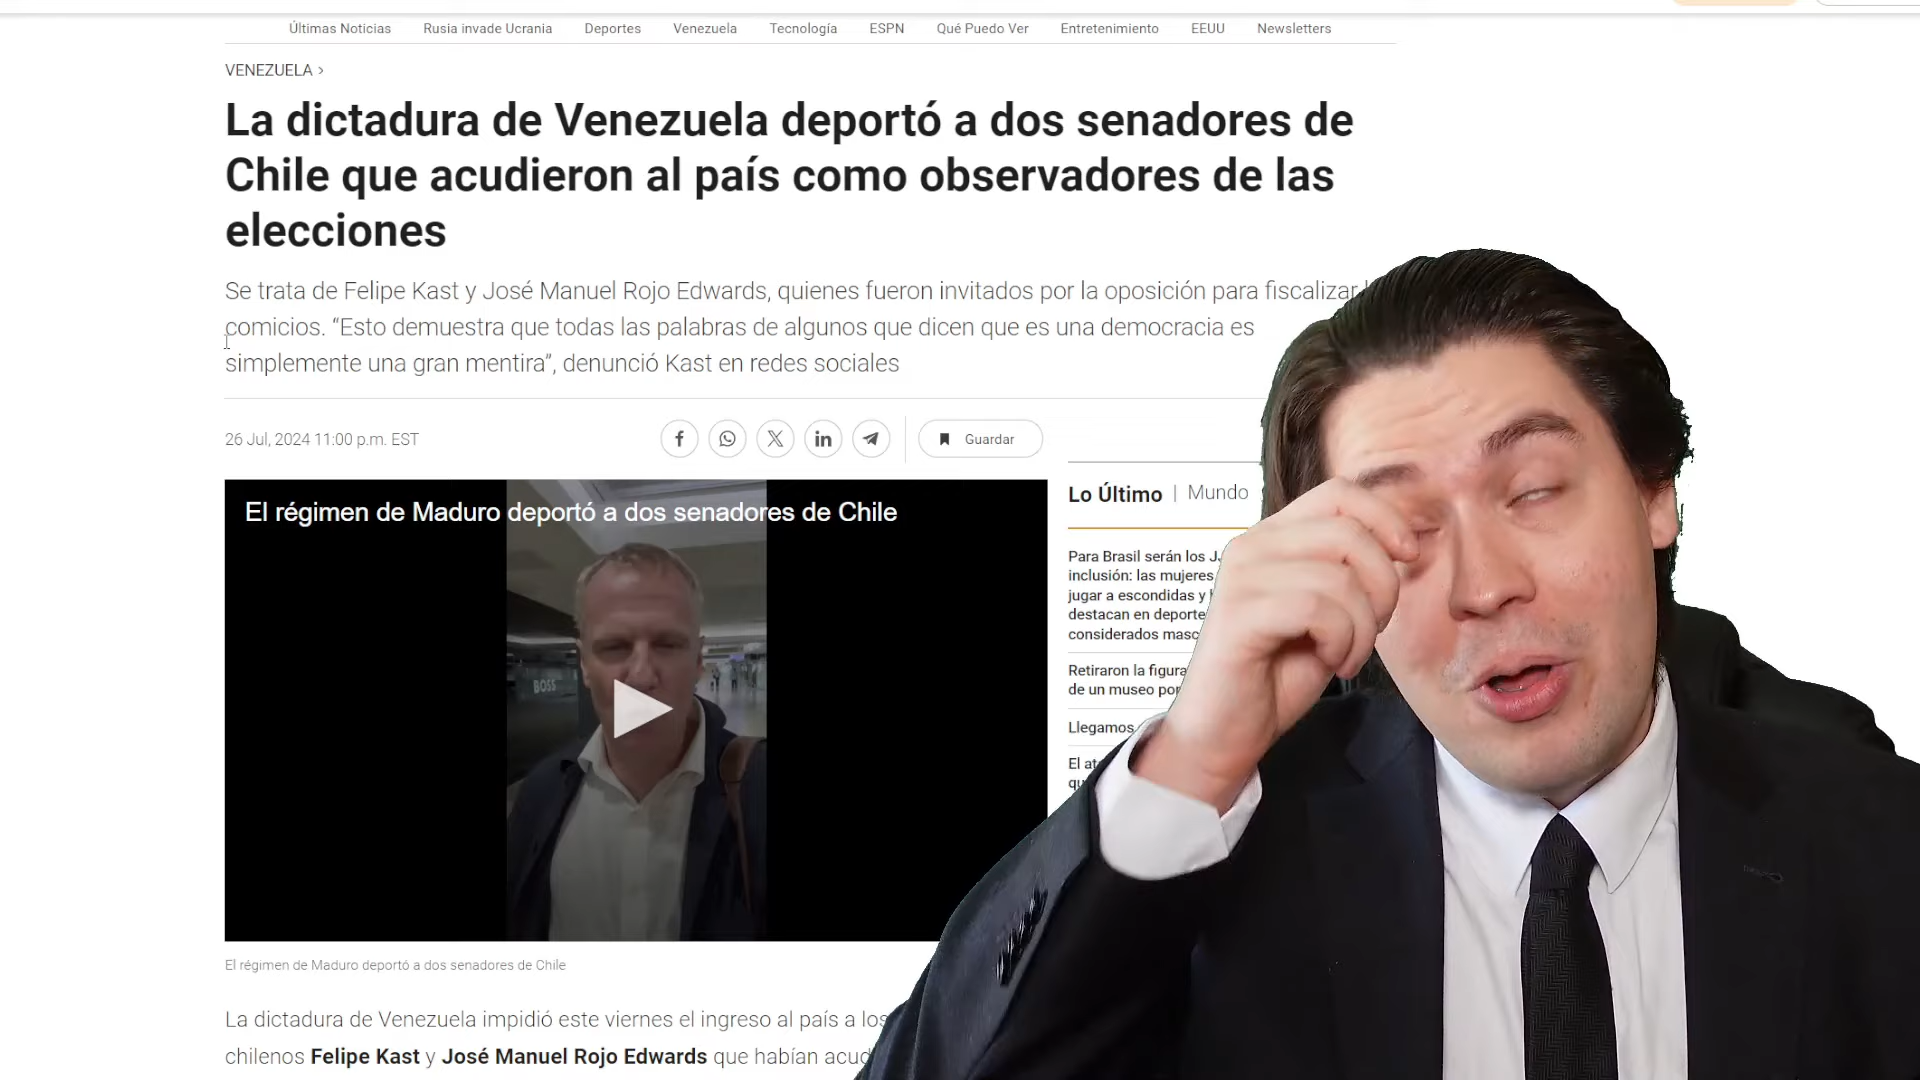 Últimas Noticias Rusia invade Ucrania Deportes Venezuela Tecnología ESPN Qué Puedo Ver Entretenimiento EEUU Newsletters
VENEZUELA >
La dictadura de Venezuela deportó a dos senadores de
Chile que acudieron al país como observadores de las
elecciones
Se trata de Felipe Kast y José Manuel Rojo Edwards, quienes fueron invitados por la oposición para fiscalizar
comicios. “Esto demuestra que todas las palabras de algunos que dicen que es una democracia es
simplemente una gran mentira”, denunció Kast en redes sociales
26 Jul, 2024 11:00 p.m. EST
Guardar
El régimen de Maduro deportó a dos senadores de Chile
BOSS
El régimen de Maduro deportó a dos senadores de Chile
La dictadura de Venezuela impidió este viernes el ingreso al país a los
chilenos Felipe Kast y José Manuel Rojo Edwards que habían
Lo Último | Mundo
Para Brasil serán los
inclusión: las mujeres
jugar a escondidas y
destacan en deporte
considerados
Retiraron la figura
de un museo
Llegamos
El